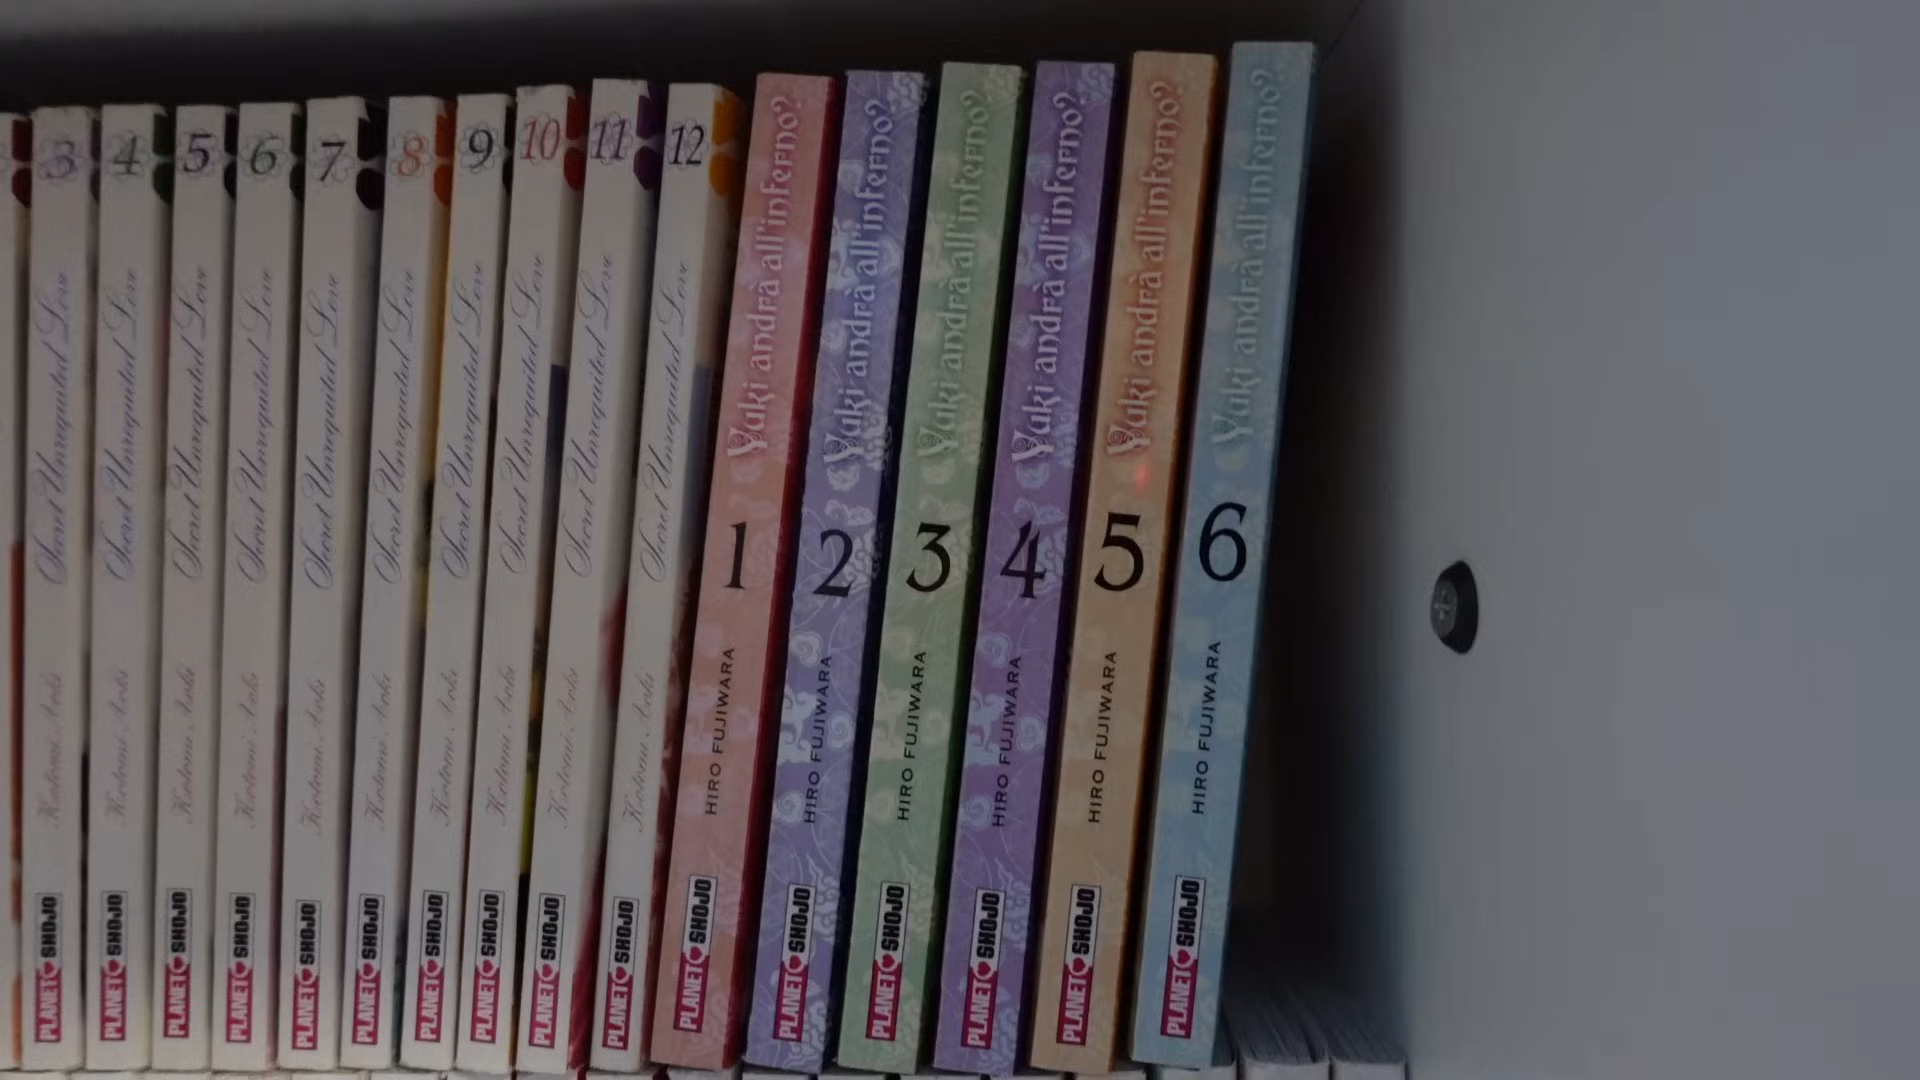 3 Secret Unrequited Love Kotomi Aoki PLANET SHOJO
4 Secret Unrequited Love Kotomi Aoki PLANET SHOJO
5 Secret Unrequited Love Kotomi Aoki PLANET SHOJO
6 Secret Unrequited Love Kotomi Aoki PLANET SHOJO
7 Secret Unrequited Love Kotomi Aoki PLANET SHOJO
8 Secret Unrequited Love Kotomi Aoki PLANET SHOJO
9 Secret Unrequited Love Kotomi Aoki PLANET SHOJO
10 Secret Unrequited Love Kotomi Aoki PLANET SHOJO
11 Secret Unrequited Love Kotomi Aoki PLANET SHOJO
12 Secret Unrequited Love Kotomi Aoki PLANET SHOJO
Yuki andrà all'inferno? 1 HIRO FUJIWARA PLANET SHOJO
Yuki andrà all'inferno? 2 HIRO FUJIWARA PLANET SHOJO
Yuki andrà all'inferno? 3 HIRO FUJIWARA PLANET SHOJO
Yuki andrà all'inferno? 4 HIRO FUJIWARA PLANET SHOJO
Yuki andrà all'inferno? 5 HIRO FUJIWARA PLANET SHOJO
Yuki andrà all'inferno? 6 HIRO FUJIWARA PLANET SHOJO